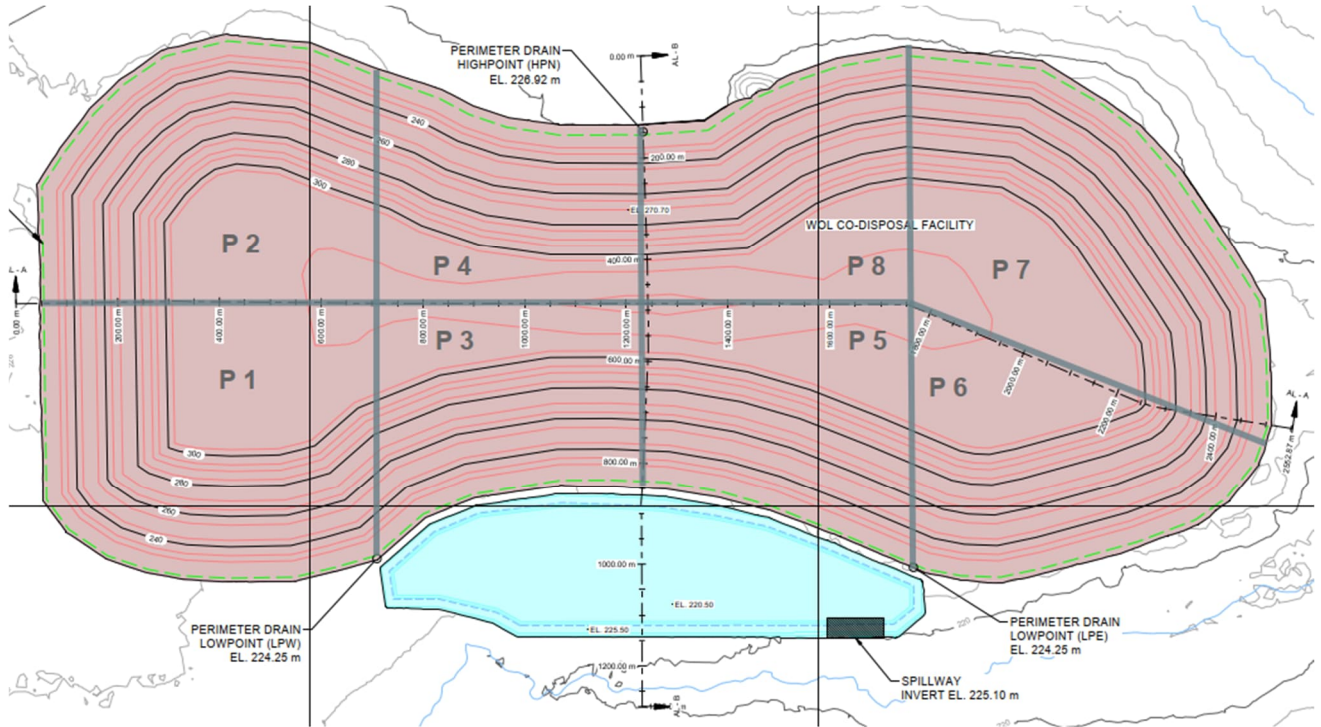 PERIMETER DRAIN
HIGHPOINT (HPN)
EL. 226.92 m
0.00 m
AL - B
240
260
280
300
200.00 m
EL. 270.70
WOL CO-DISPOSAL FACILITY
P 2
P 4
400.00 m
P 8
P 7
AL - A
0.00
200.00 m
400.00 m
600.00 m
800.00 m
1000.00 m
1200.00 m
1400.00 m
1600.00 m
1800.00 m
2000.00 m
2200.00 m
2400.00 m
2552.87 m
AL - A
P 1
P 3
600.00 m
P 5
P 6
300
280
260
240
800.00 m
1000.00 m
EL. 220.50
EL. 225.50
1200.00 m
AL - B
PERIMETER DRAIN
LOWPOINT (LPW)
EL. 224.25 m
PERIMETER DRAIN
LOWPOINT (LPE)
EL. 224.25 m
SPILLWAY
INVERT EL. 225.10 m
220
220